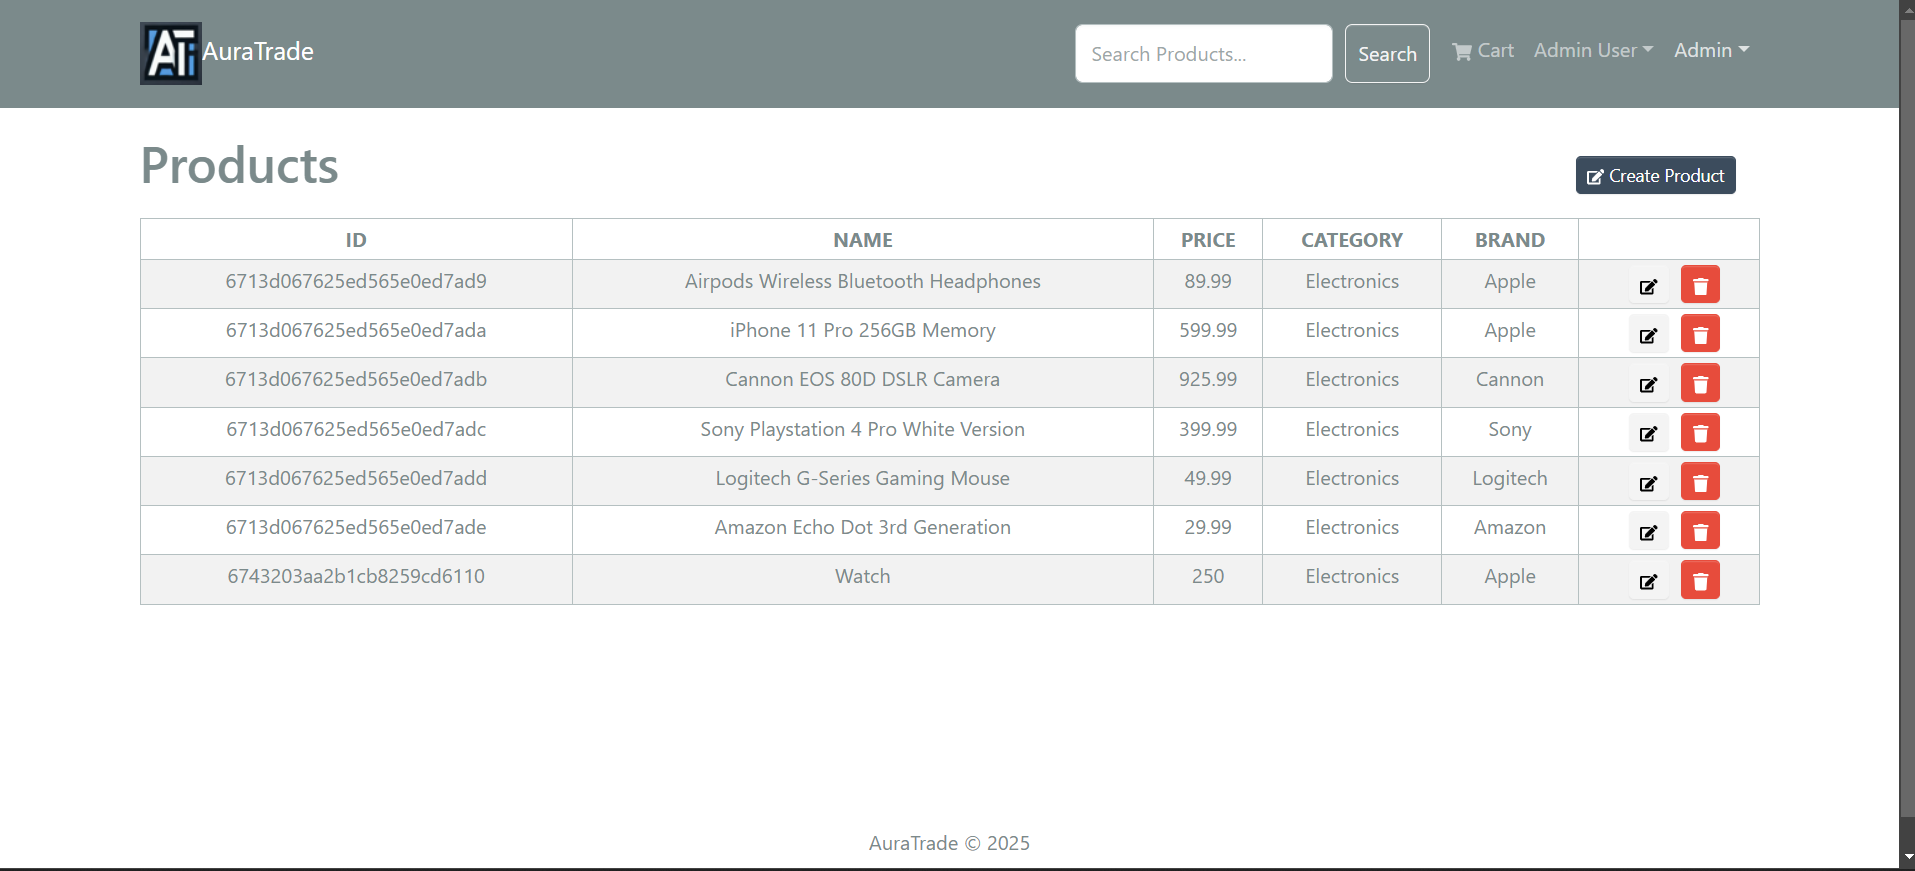 ATi AuraTrade Search Products... Search Cart Admin User Admin
Products
Create Product
ID NAME PRICE CATEGORY BRAND
6713d067625ed565e0ed7ad9 Airpods Wireless Bluetooth Headphones 89.99 Electronics Apple
6713d067625ed565e0ed7ada iPhone 11 Pro 256GB Memory 599.99 Electronics Apple
6713d067625ed565e0ed7adb Cannon EOS 80D DSLR Camera 925.99 Electronics Cannon
6713d067625ed565e0ed7adc Sony Playstation 4 Pro White Version 399.99 Electronics Sony
6713d067625ed565e0ed7add Logitech G-Series Gaming Mouse 49.99 Electronics Logitech
6713d067625ed565e0ed7ade Amazon Echo Dot 3rd Generation 29.99 Electronics Amazon
6743203aa2b1cb8259cd6110 Watch 250 Electronics Apple
AuraTrade © 2025